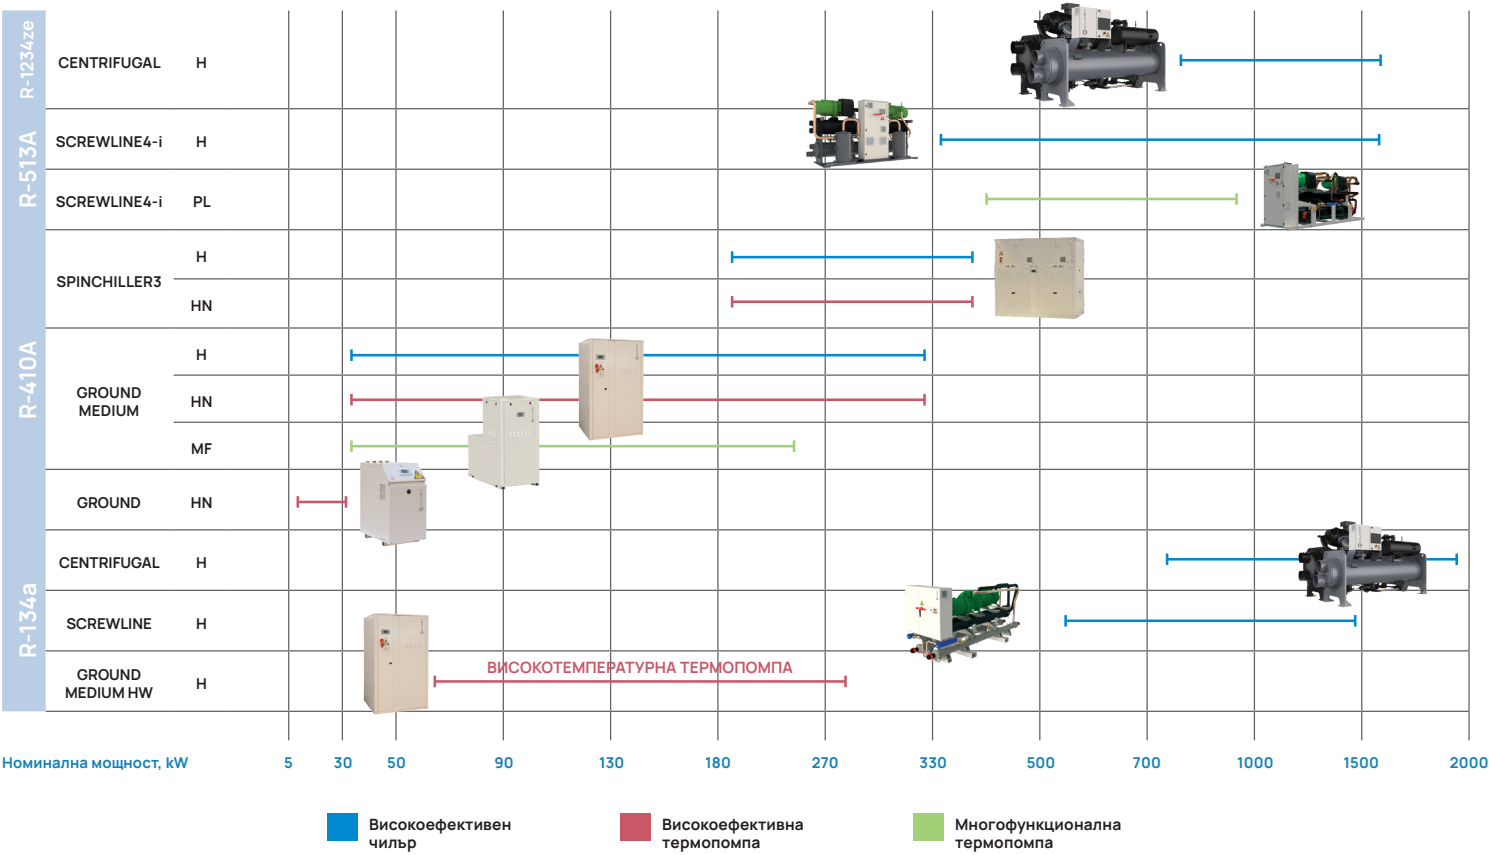 R-1234ze
CENTRIFUGAL H
R-513A
SCREWLINE4-i H
SCREWLINE4-i PL
R-410A
SPINCHILLER3
H
HN
GROUND
MEDIUM
H
HN
MF
GROUND HN
R-134a
CENTRIFUGAL H
SCREWLINE H
GROUND
MEDIUM HW
H
ВИСОКОТЕМПЕРАТУРНА ТЕРМОПОМПА
Номинална мощност, kW 5 30 50 90 130 180 270 330 500 700 1000 1500 2000
Високоефективен
чилър
Високоефективна
термопомпа
Многофункционална
термопомпа